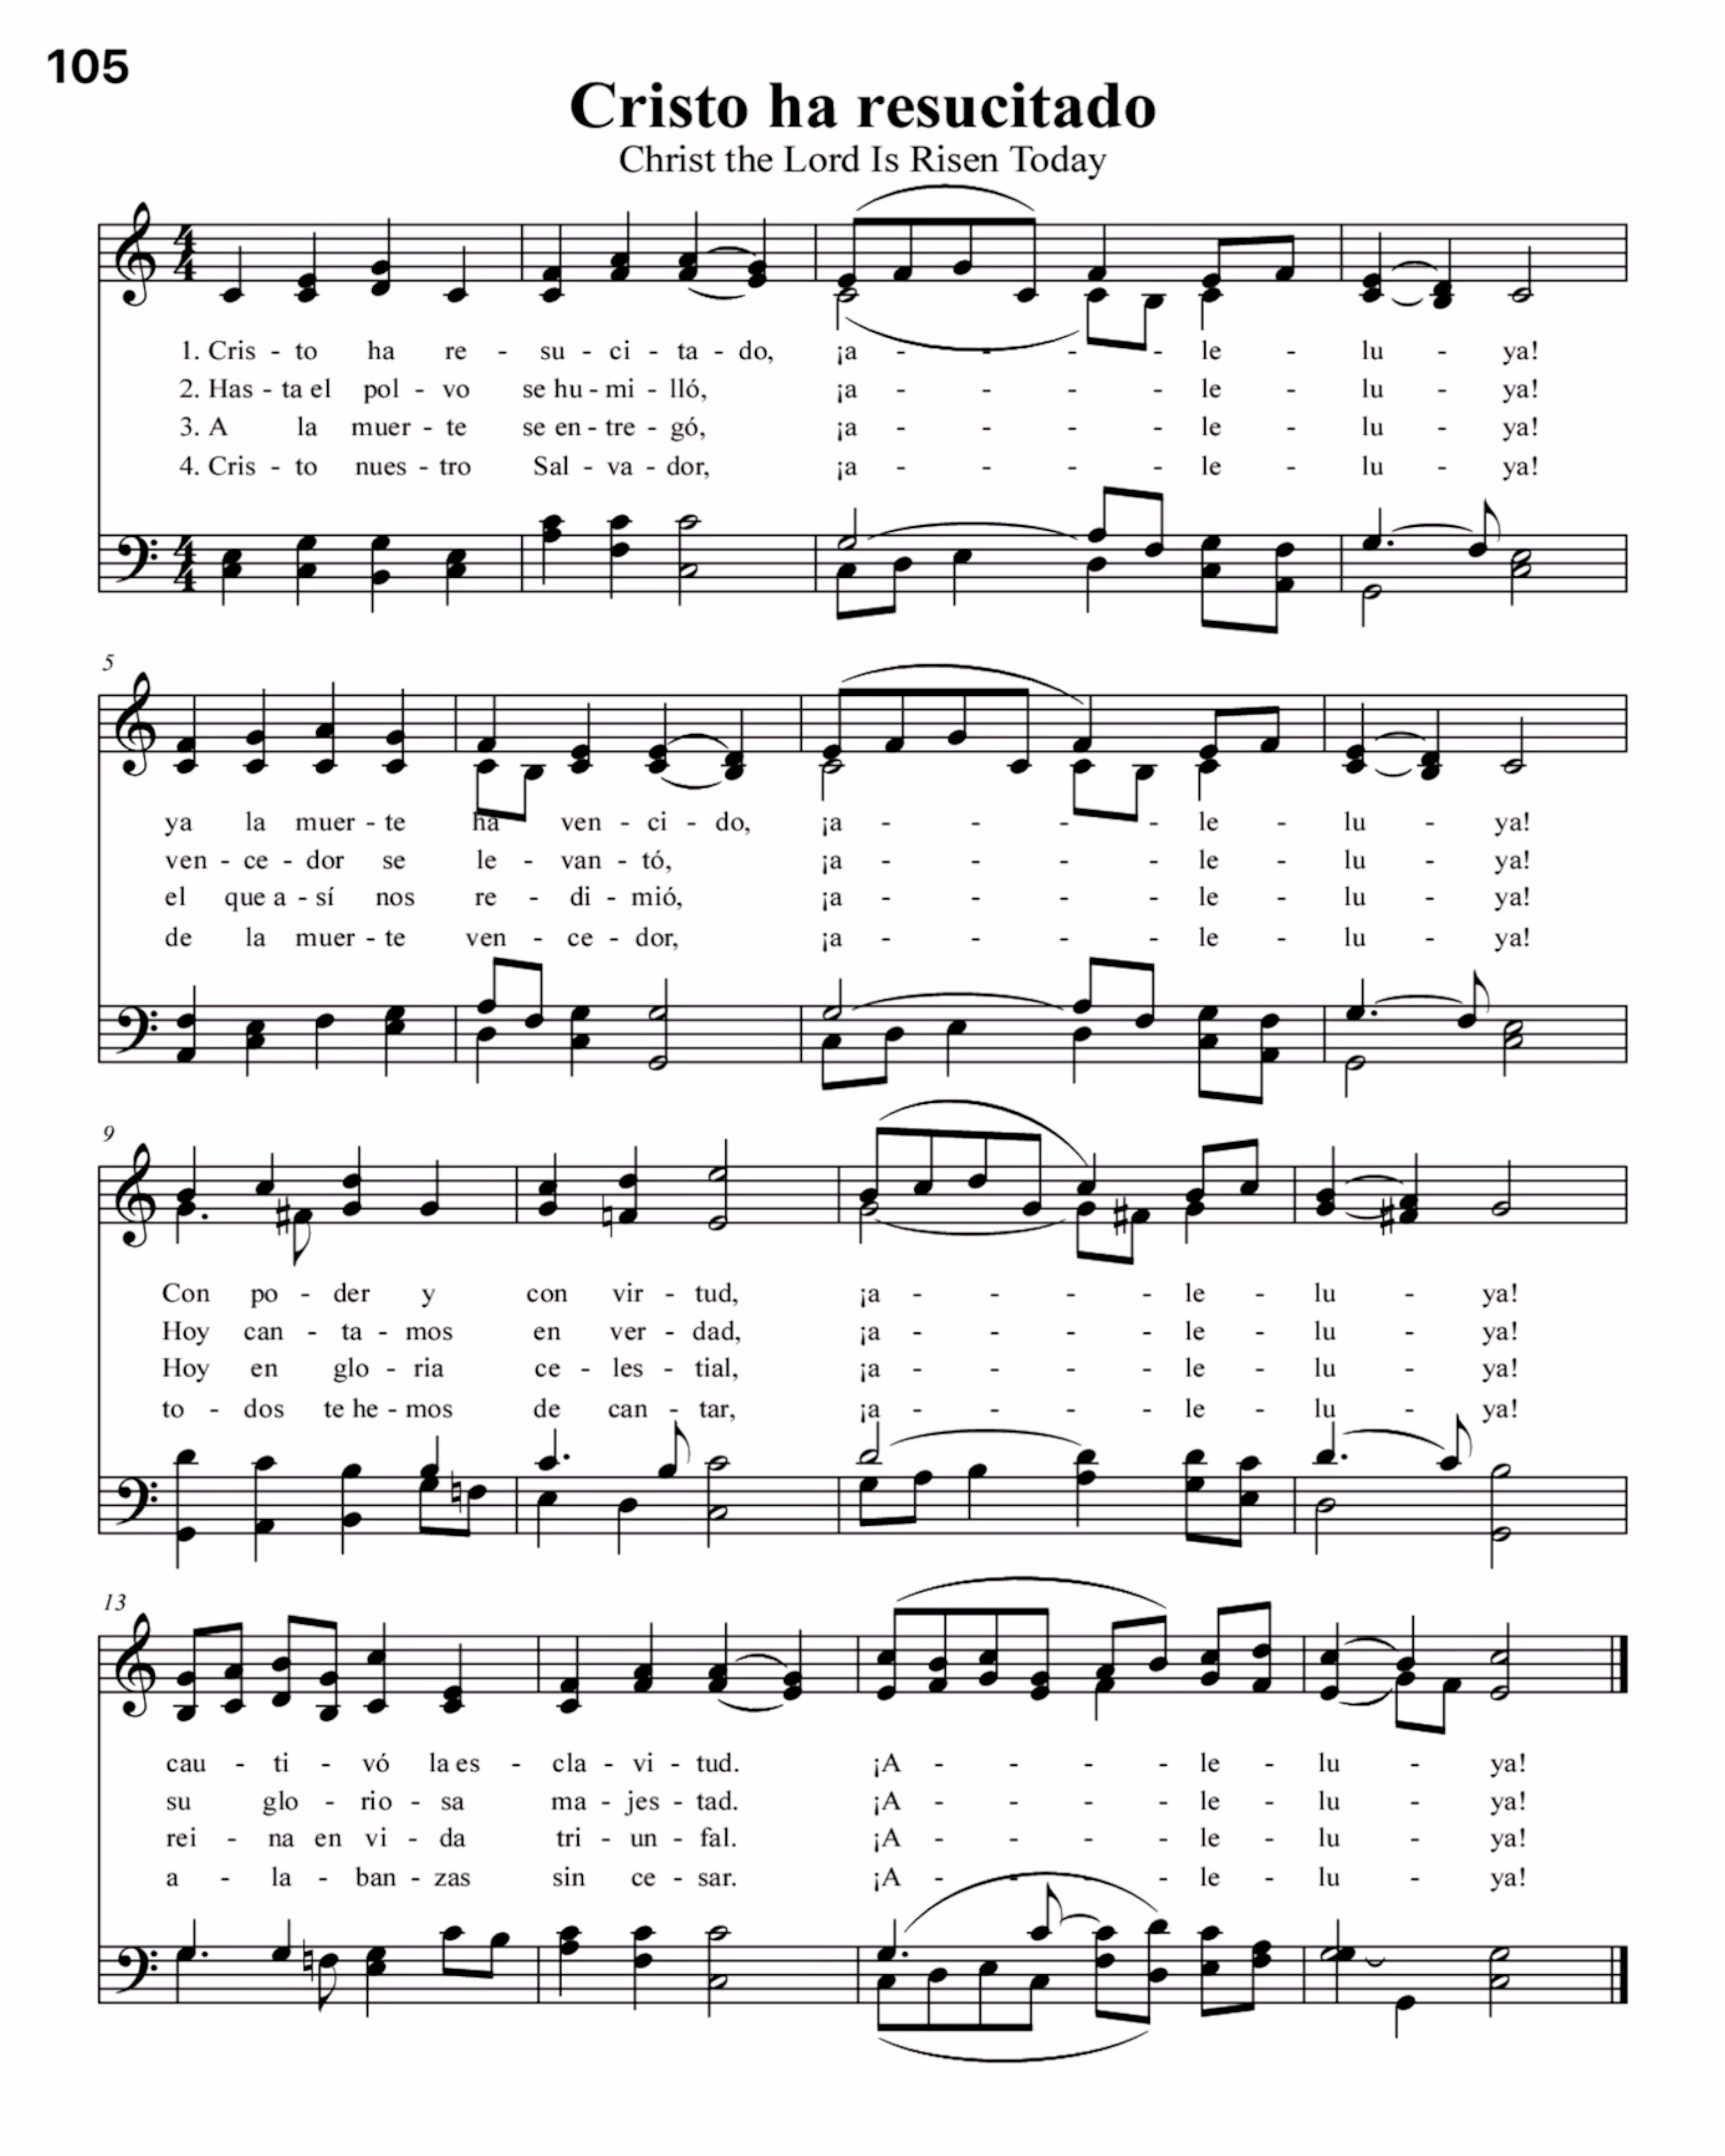 105
Cristo ha resucitado
Christ the Lord Is Risen Today
1. Cris - to ha re - su - ci - ta - do, ¡a - - - - le - lu - ya!
2. Has - ta el pol - vo se hu - mi - lló, ¡a - - - - le - lu - ya!
3. A la muer - te se en - tre - gó, ¡a - - - - le - lu - ya!
4. Cris - to nues - tro Sal - va - dor, ¡a - - - - le - lu - ya!
5
ya la muer - te ha ven - ci - do, ¡a - - - - le - lu - ya!
ven - ce - dor se le - van - tó, ¡a - - - - le - lu - ya!
el que a - sí nos re - di - mió, ¡a - - - - le - lu - ya!
de la muer - te ven - ce - dor, ¡a - - - - le - lu - ya!
9
Con po - der y con vir - tud, ¡a - - - - le - lu - ya!
Hoy can - ta - mos en ver - dad, ¡a - - - - le - lu - ya!
Hoy en glo - ria ce - les - tial, ¡a - - - - le - lu - ya!
to - dos te he - mos de can - tar, ¡a - - - - le - lu - ya!
13
cau - ti - vó la es - cla - vi - tud. ¡A - - - - le - lu - ya!
su glo - rio - sa ma - jes - tad. ¡A - - - - le - lu - ya!
rei - na en vi - da tri - un - fal. ¡A - - - - le - lu - ya!
a - la - ban - zas sin ce - sar. ¡A - - - - le - lu - ya!